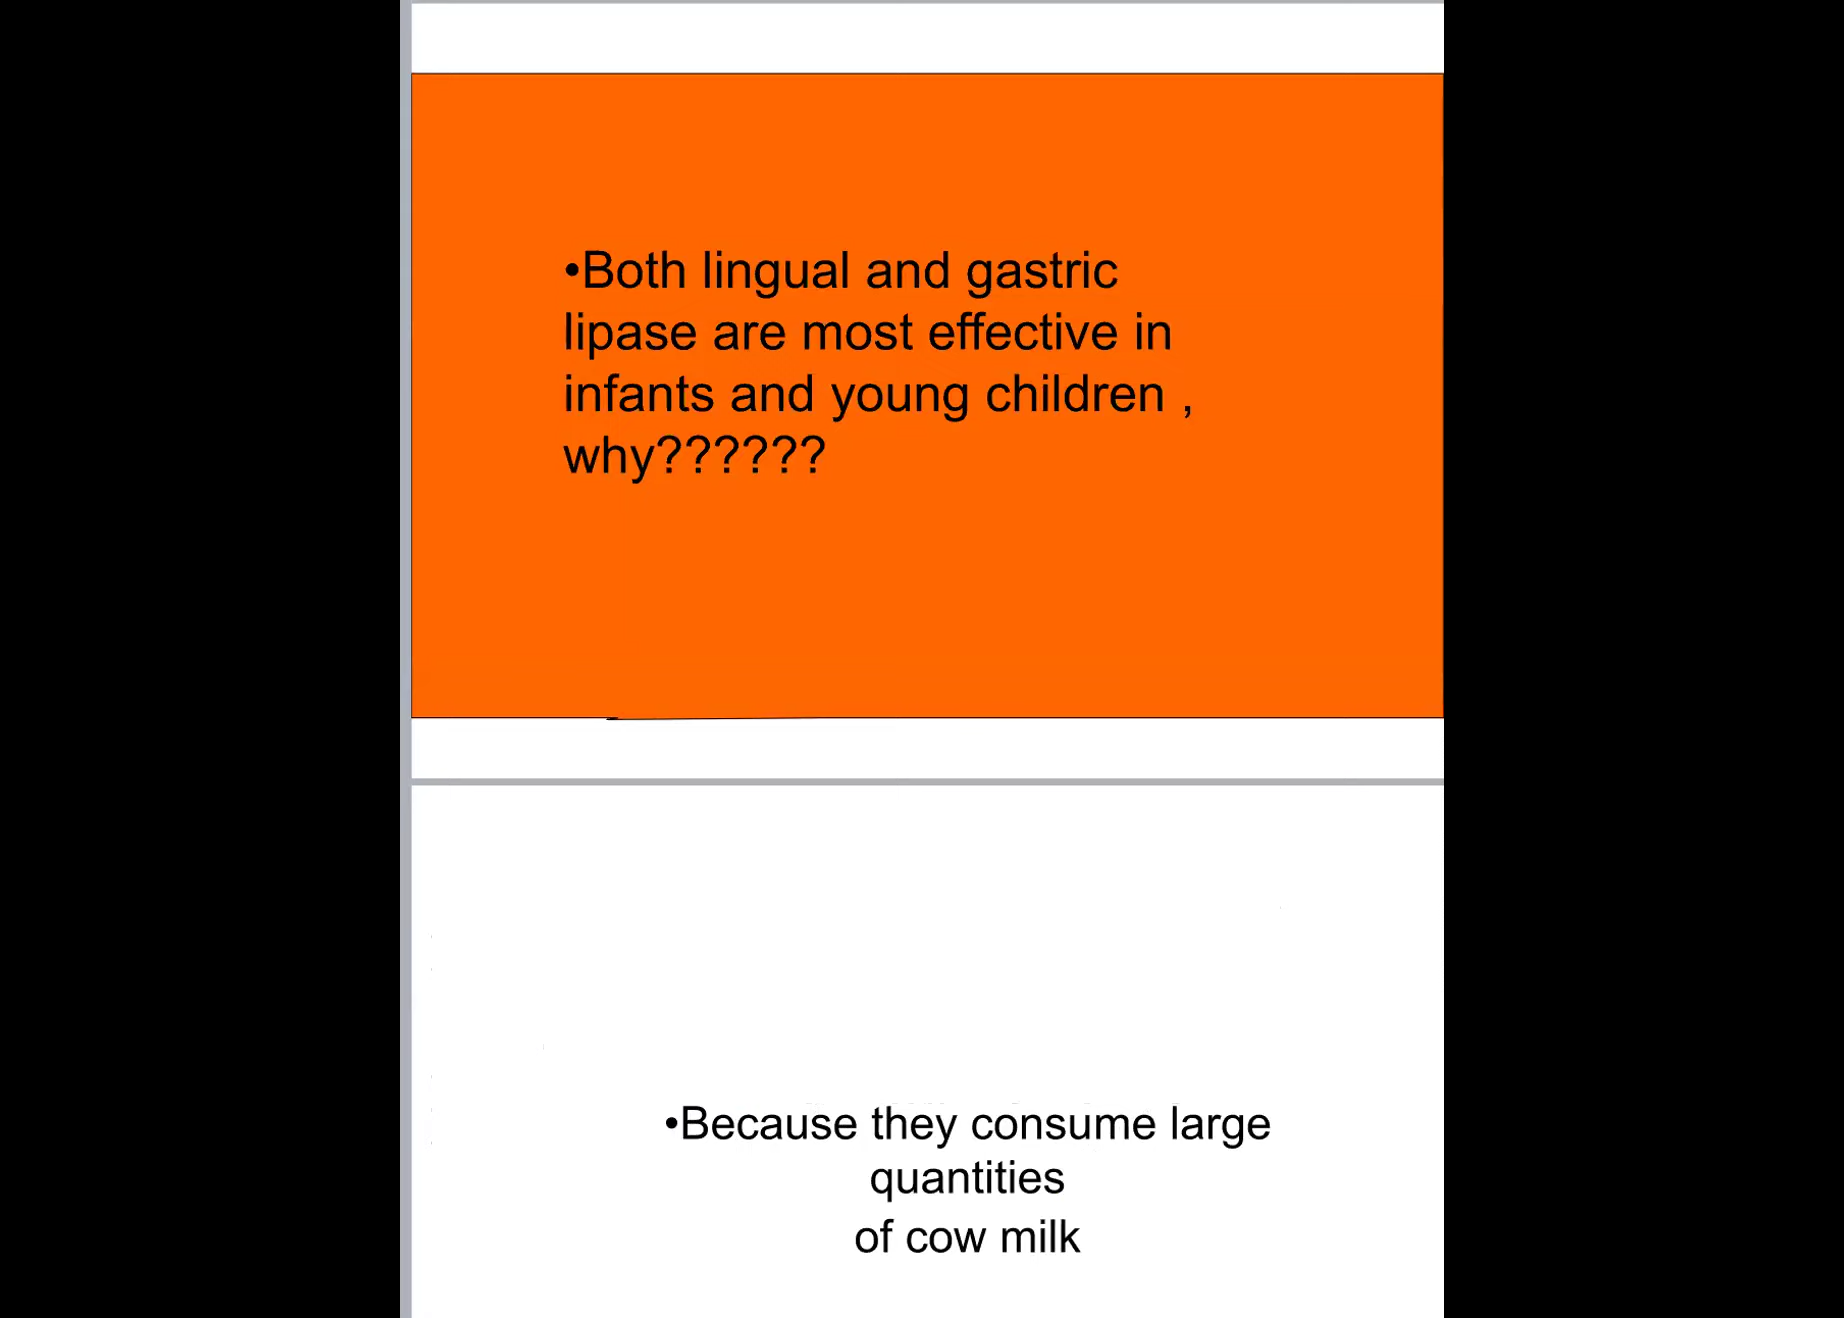 •Both lingual and gastric
lipase are most effective in
infants and young children ,
why??????
•Because they consume large
quantities
of cow milk